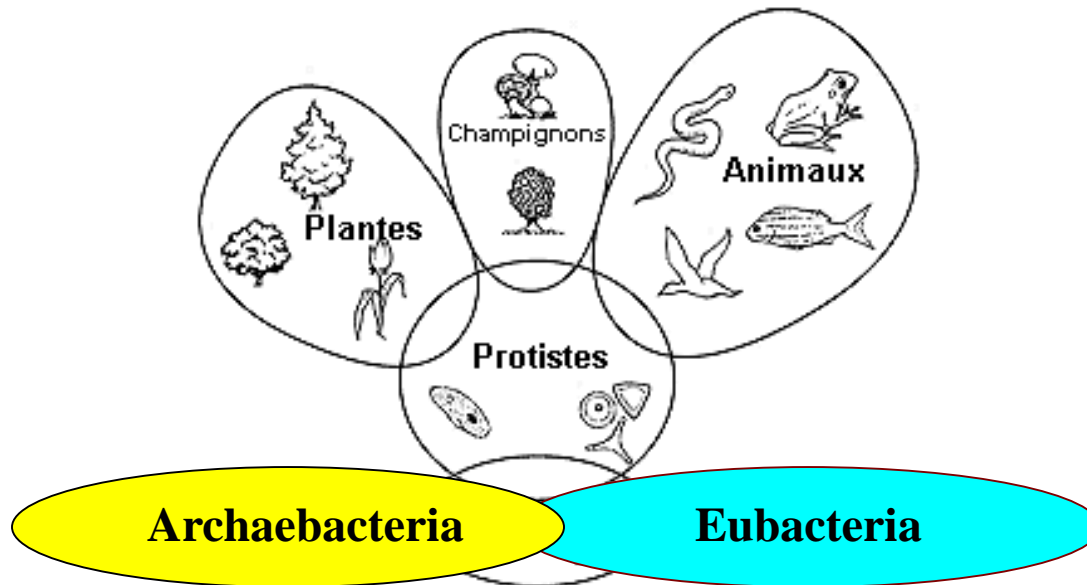 Champignons
Animaux
Plantes
Protistes
Archaebacteria
Eubacteria